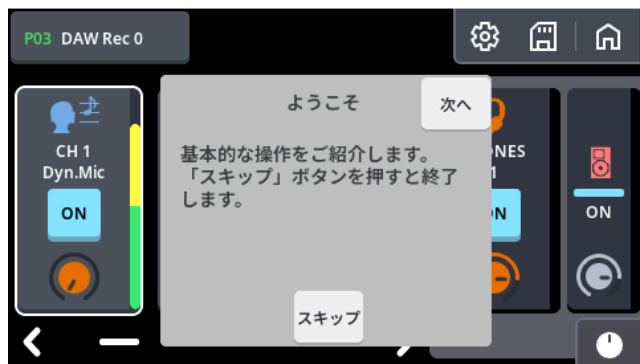 P03 DAW Rec 0
ようこそ
次へ
基本的な操作をご紹介します。
「スキップ」ボタンを押すと終了
します。
スキップ
CH 1
Dyn.Mic
ON
NES
1
N
ON